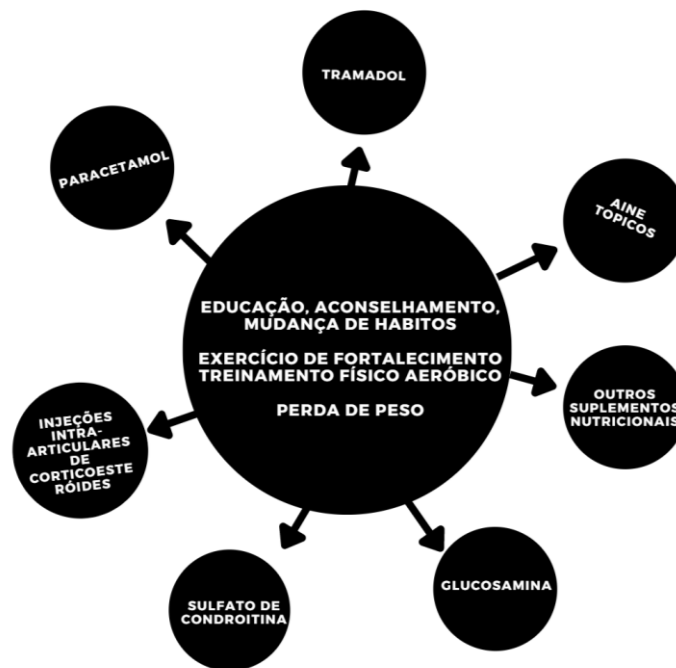 TRAMADOL
PARACETAMOL
AINE
TOPICOS
EDUCAÇÃO, ACONSELHAMENTO,
MUDANÇA DE HABITOS
EXERCÍCIO DE FORTALECIMENTO
TREINAMENTO FÍSICO AERÓBICO
PERDA DE PESO
OUTROS
SUPLEMENTOS
NUTRICIONAIS
INJEÇÕES
INTRA-
ARTICULARES
DE
CORTICOESTE
RÓIDES
GLUCOSAMINA
SULFATO DE
CONDROITINA